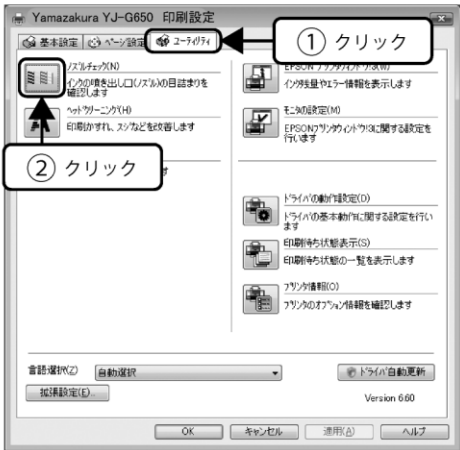 Yamazakura YJ-G650 印刷設定
基本設定 ページ設定 ユーティリティ
① クリック
ノズルチェック(N)
インクの噴き出し口(ノズル)の目詰まりを
確認します
ヘッドクリーニング(H)
印刷かすれ、スジなどを改善します
② クリック
す
EPSON プリンタウィンドウ!3(W)
インク残量やエラー情報を表示します
モニタの設定(M)
EPSONプリンタウィンドウ!3に関する設定を
行います
ドライバの動作設定(D)
ドライバの基本動作に関する設定を行い
ます
印刷待ち状態表示(S)
印刷待ち状態の一覧を表示します
プリンタ情報(O)
プリンタのオプション情報を確認します
言語選択(Z) 自動選択
ドライバ自動更新
拡張設定(E)...
Version 6.60
OK キャンセル 適用(A) ヘルプ